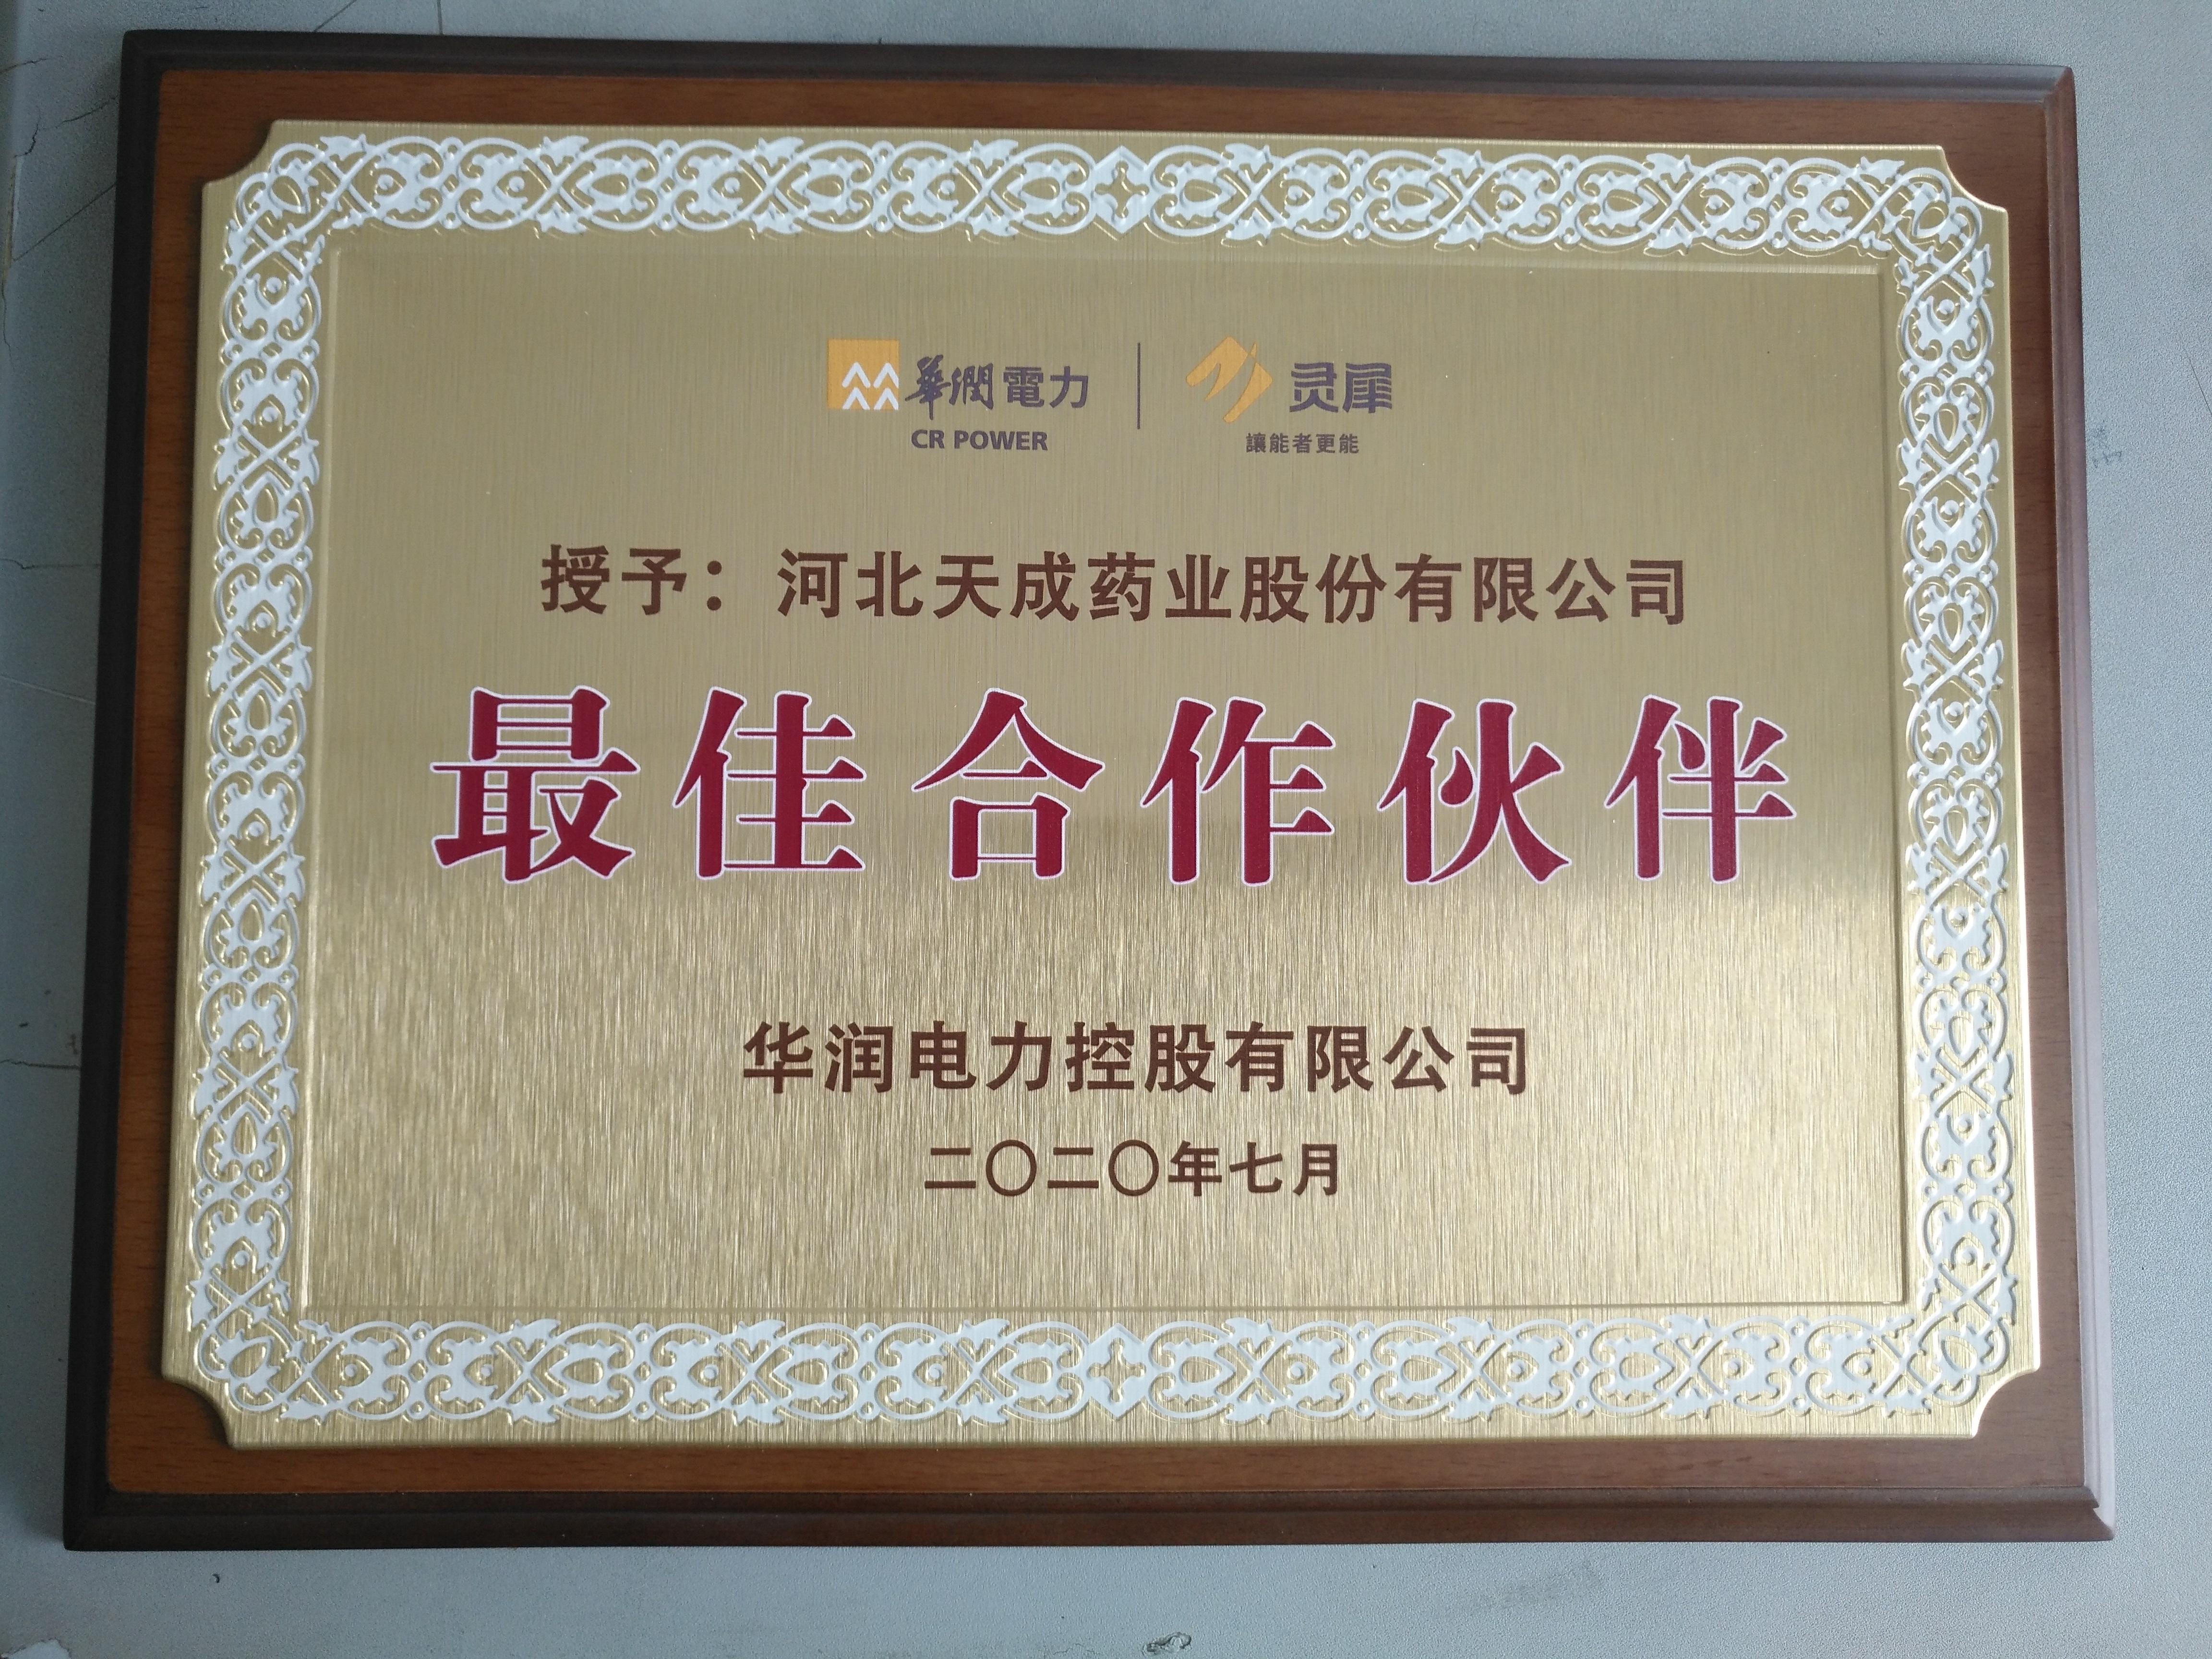 華潤電力 灵犀
CR POWER 讓能者更能
授予：河北天成药业股份有限公司
最佳合作伙伴
华润电力控股有限公司
二〇二〇年七月